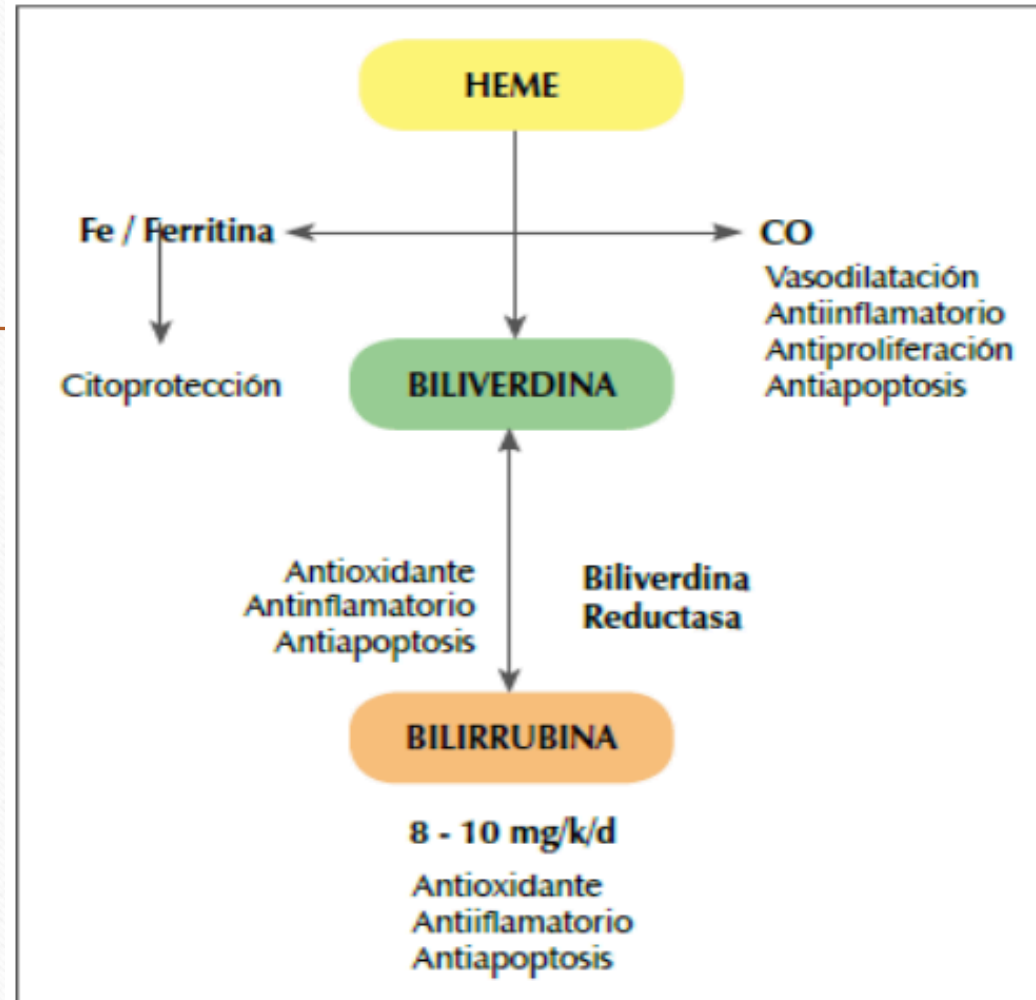 HEME
Fe / Ferritina
CO
Vasodilatación
Antiinflamatorio
Antiproliferación
Antiapoptosis
Citoprotección
BILIVERDINA
Antioxidante
Antinflamatorio
Antiapoptosis
Biliverdina
Reductasa
BILIRRUBINA
8 - 10 mg/k/d
Antioxidante
Antiiflamatorio
Antiapoptosis